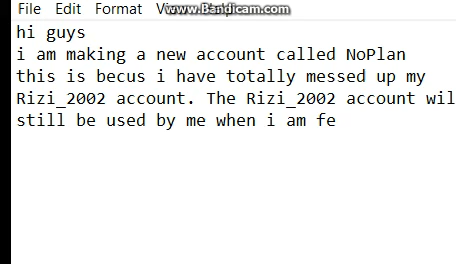 File Edit Format Vi www.Bandicam.com
hi guys
i am making a new account called NoPlan
this is becus i have totally messed up my
Rizi_2002 account. The Rizi_2002 account wil
still be used by me when i am fe